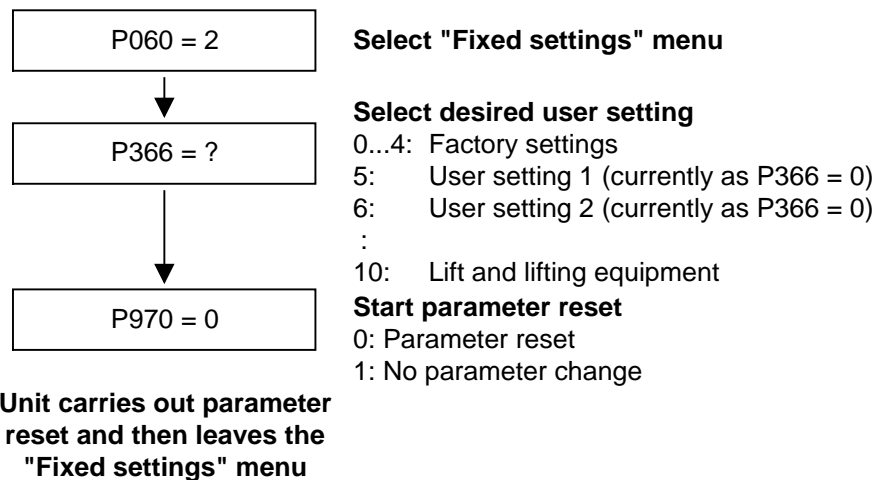 P060 = 2
Select "Fixed settings" menu
P366 = ?
Select desired user setting
0...4: Factory settings
5: User setting 1 (currently as P366 = 0)
6: User setting 2 (currently as P366 = 0)
:
10: Lift and lifting equipment
P970 = 0
Start parameter reset
0: Parameter reset
1: No parameter change
Unit carries out parameter
reset and then leaves the
"Fixed settings" menu